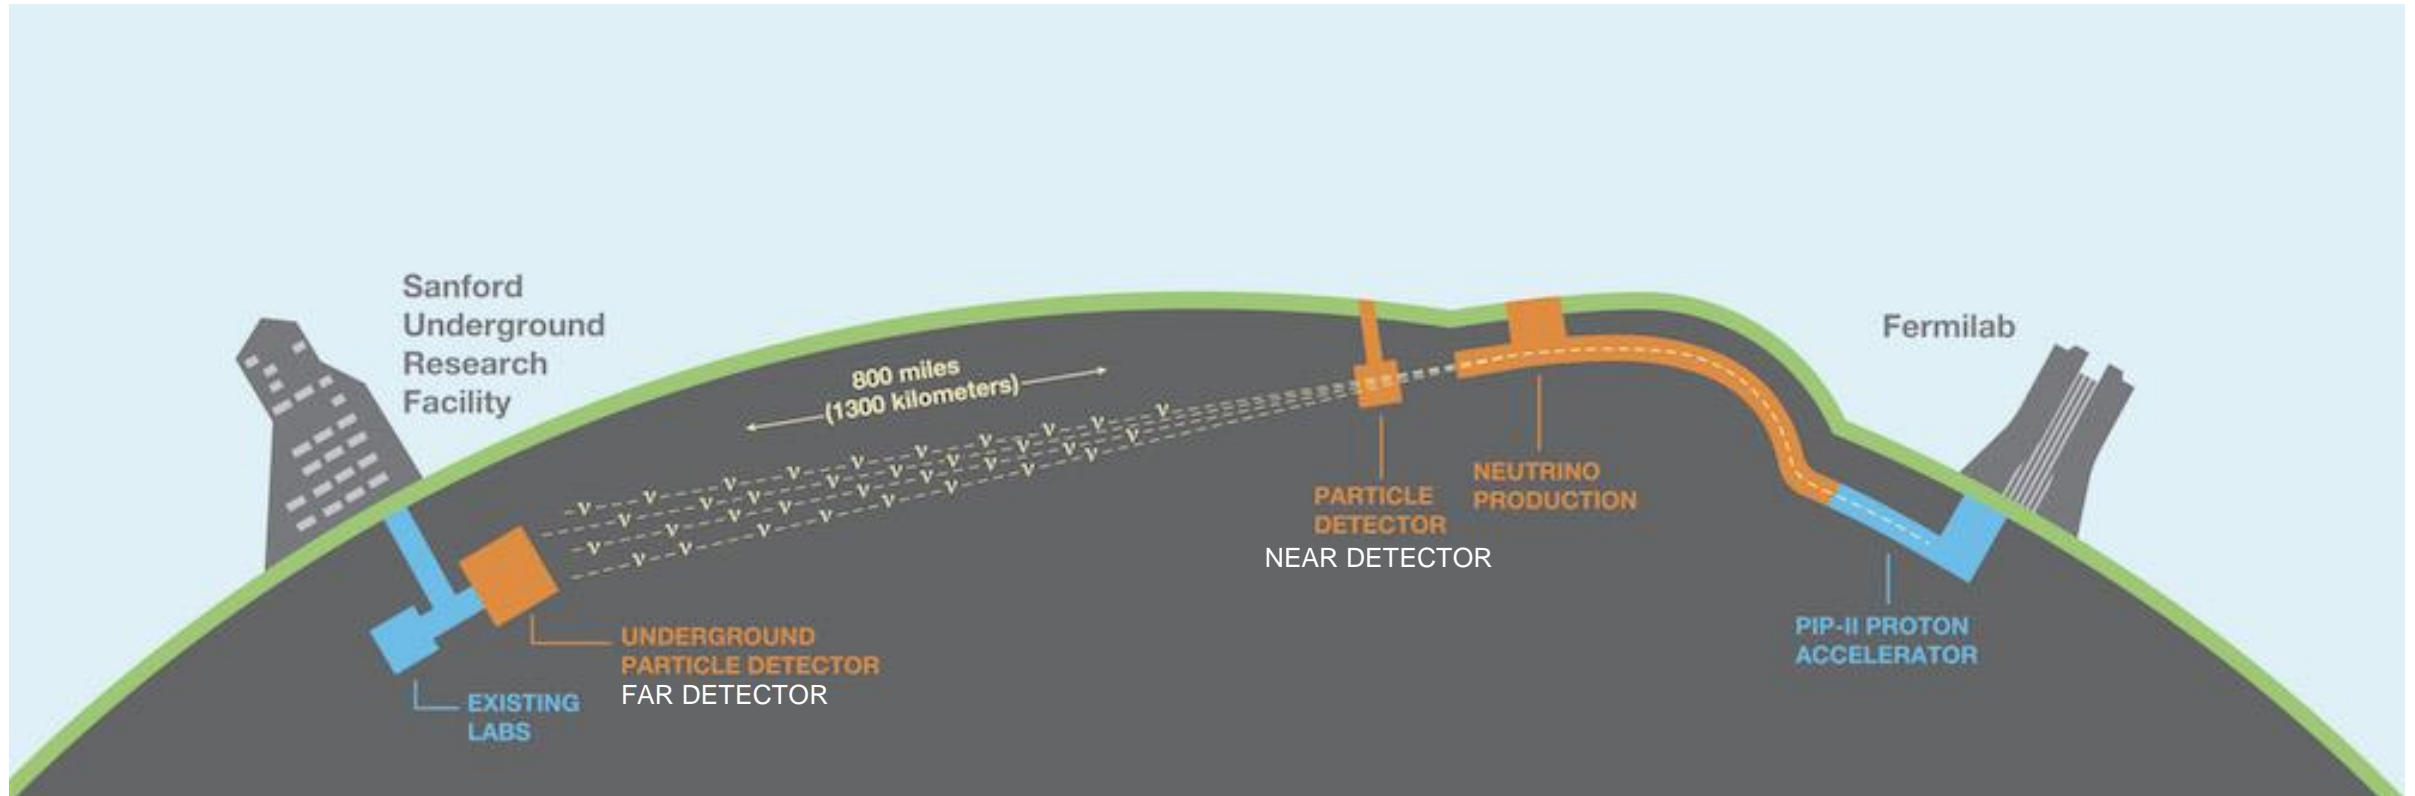 Sanford
Underground
Research
Facility
800 miles
(1300 kilometers)
Fermilab
ν ν ν ν ν ν ν ν ν ν
ν ν ν ν ν ν ν
ν ν ν ν ν ν ν
ν ν ν ν ν ν ν ν
NEUTRINO
PRODUCTION
PARTICLE
DETECTOR
NEAR DETECTOR
UNDERGROUND
PARTICLE DETECTOR
FAR DETECTOR
EXISTING
LABS
PIP-II PROTON
ACCELERATOR